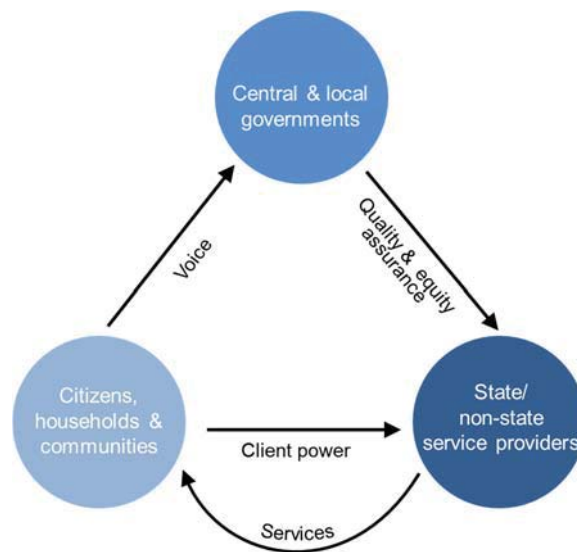 Central & local
governments
Voice
Quality & equity
assurance
Citizens,
households &
communities
State/
non-state
service providers
Client power
Services